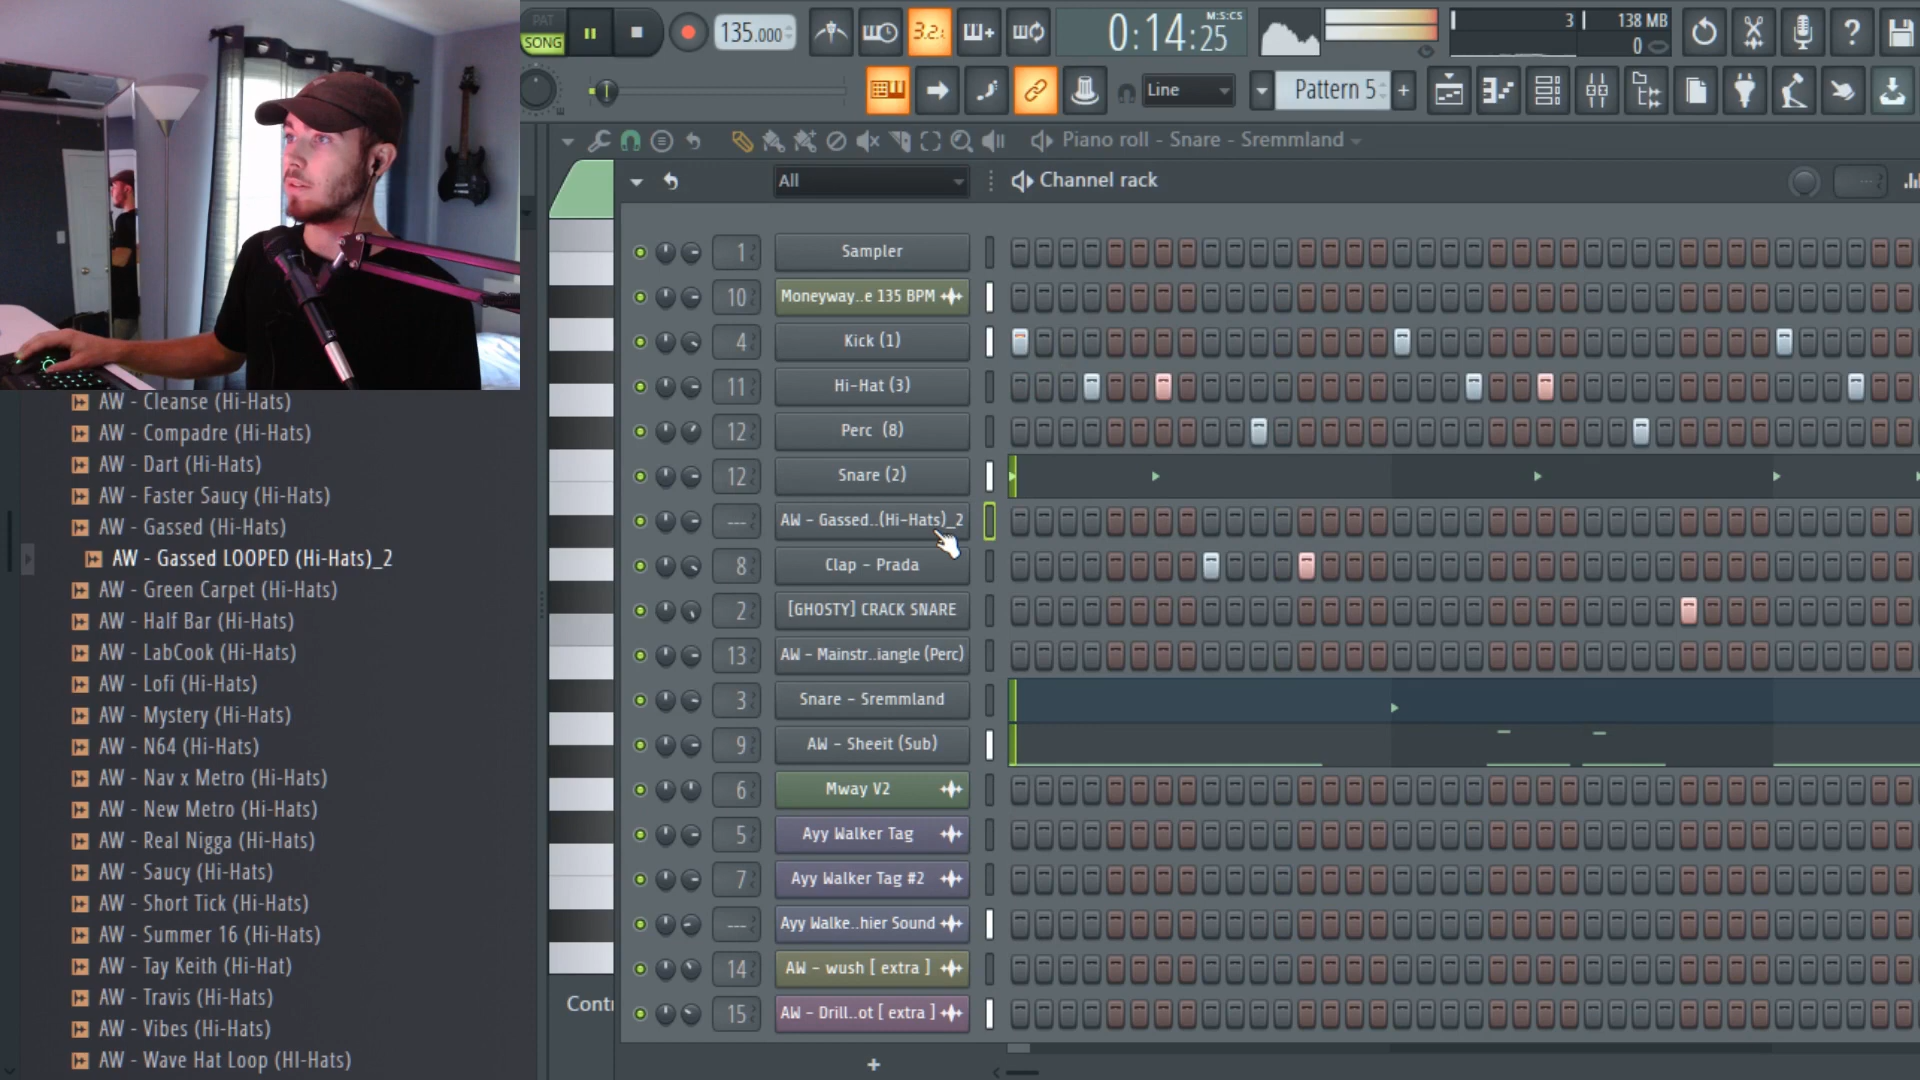 PAT
SONG
135.000
3.2.
0:14:25
M:S:CS
3
138 MB
0
Line
Pattern 5
+
Piano roll - Snare - Sremmland
All
Channel rack
1
Sampler
10
Moneyway..e 135 BPM
4
Kick (1)
11
Hi-Hat (3)
12
Perc (8)
12
Snare (2)
---
AW - Gassed..(Hi-Hats)_2
8
Clap - Prada
2
[GHOSTY] CRACK SNARE
13
AW - Mainstr..iangle (Perc)
3
Snare - Sremmland
9
AW - Sheeit (Sub)
6
Mway V2
5
Ayy Walker Tag
7
Ayy Walker Tag #2
---
Ayy Walke..hier Sound
14
AW - wush [ extra ]
15
AW - Drill..ot [ extra ]
+
Contr
AW - Cleanse (Hi-Hats)
AW - Compadre (Hi-Hats)
AW - Dart (Hi-Hats)
AW - Faster Saucy (Hi-Hats)
AW - Gassed (Hi-Hats)
AW - Gassed LOOPED (Hi-Hats)_2
AW - Green Carpet (Hi-Hats)
AW - Half Bar (Hi-Hats)
AW - LabCook (Hi-Hats)
AW - Lofi (Hi-Hats)
AW - Mystery (Hi-Hats)
AW - N64 (Hi-Hats)
AW - Nav x Metro (Hi-Hats)
AW - New Metro (Hi-Hats)
AW - Real Nigga (Hi-Hats)
AW - Saucy (Hi-Hats)
AW - Short Tick (Hi-Hats)
AW - Summer 16 (Hi-Hats)
AW - Tay Keith (Hi-Hat)
AW - Travis (Hi-Hats)
AW - Vibes (Hi-Hats)
AW - Wave Hat Loop (HI-Hats)